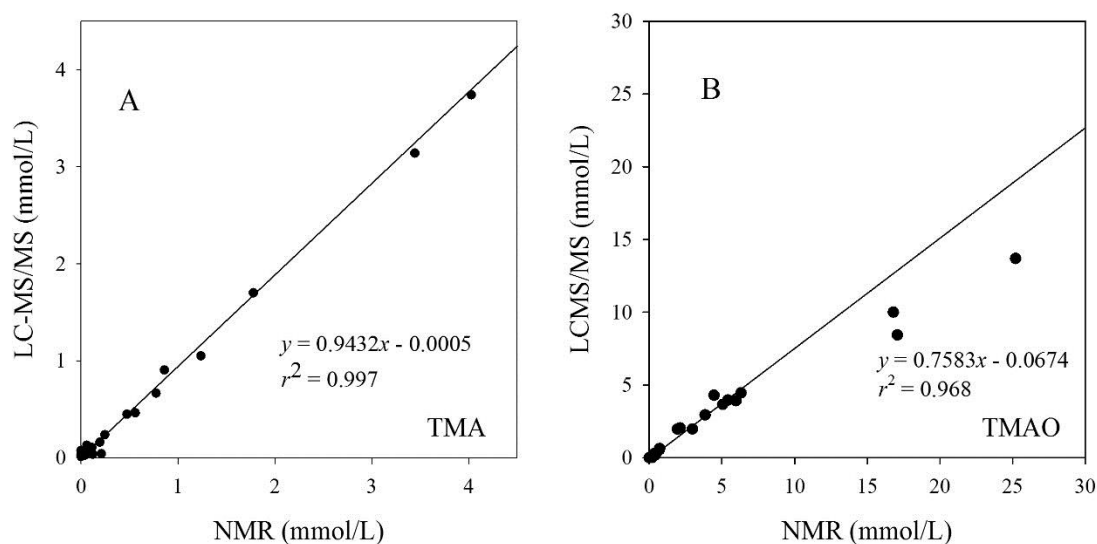 A
LC-MS/MS (mmol/L)
4
3
2
1
0
y = 0.9432x - 0.0005
r² = 0.997
TMA
0 1 2 3 4
NMR (mmol/L)
B
LCMS/MS (mmol/L)
30
25
20
15
10
5
0
y = 0.7583x - 0.0674
r² = 0.968
TMAO
0 5 10 15 20 25 30
NMR (mmol/L)